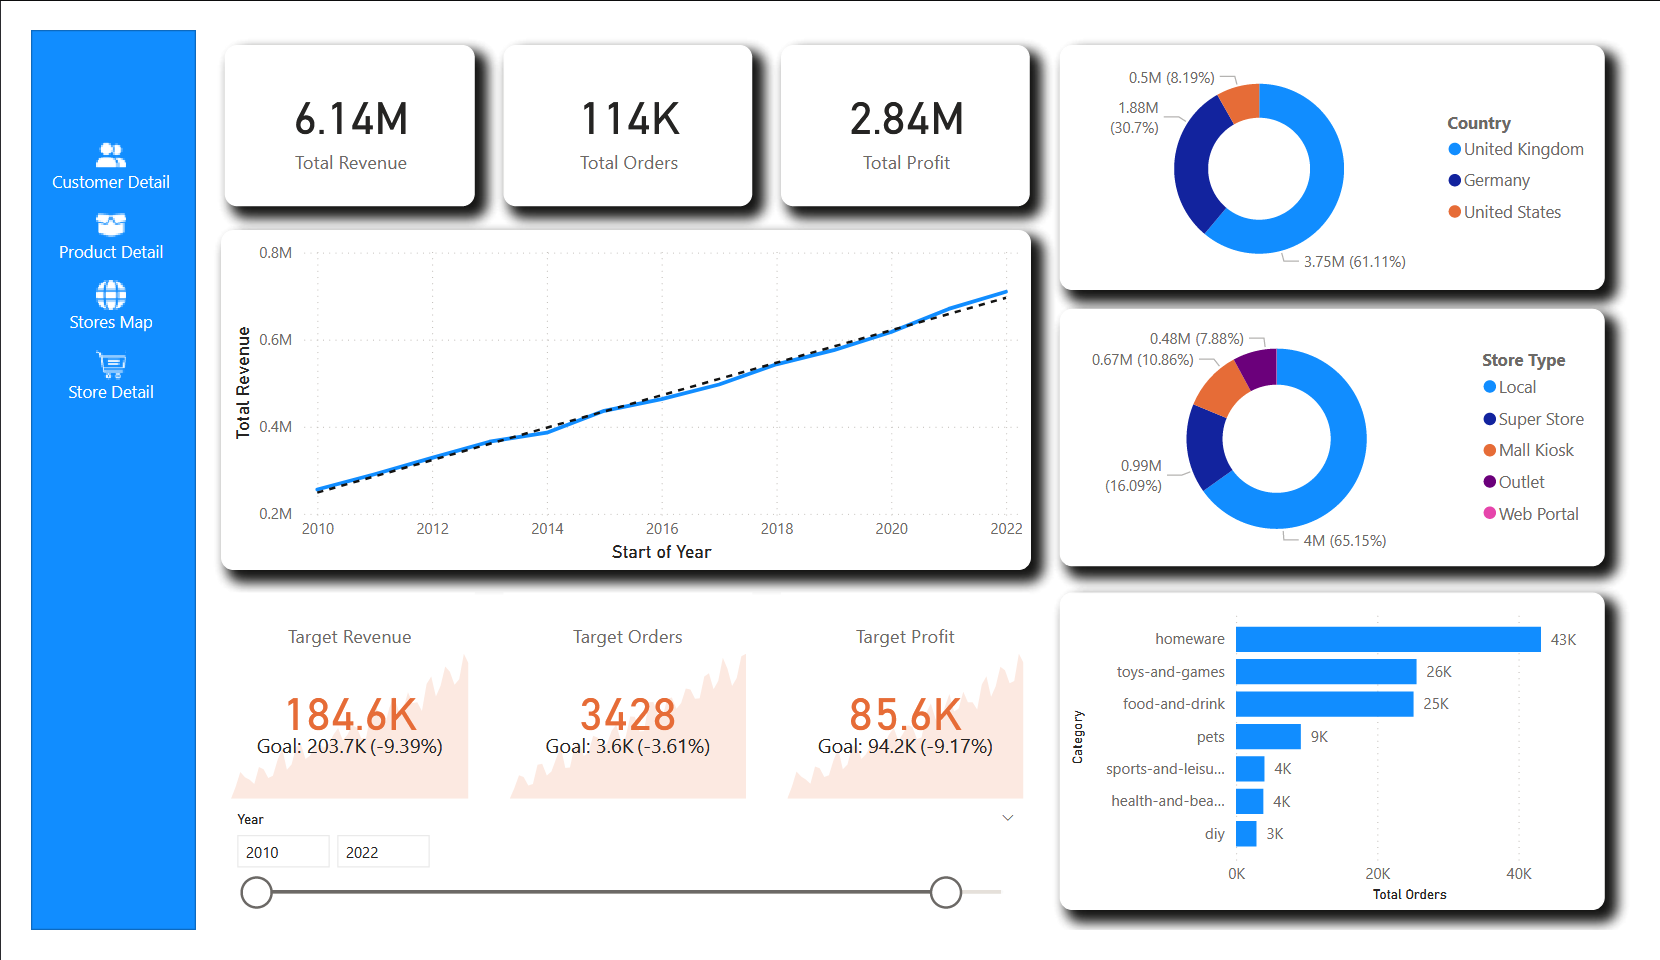 Customer Detail
Product Detail
Stores Map
Store Detail
6.14M
Total Revenue
114K
Total Orders
2.84M
Total Profit
0.8M
0.6M
0.4M
0.2M
Total Revenue
2010 2012 2014 2016 2018 2020 2022
Start of Year
Target Revenue
184.6K
Goal: 203.7K (-9.39%)
Target Orders
3428
Goal: 3.6K (-3.61%)
Target Profit
85.6K
Goal: 94.2K (-9.17%)
Year
2010 2022
0.5M (8.19%)
1.88M
(30.7%)
3.75M (61.11%)
Country
United Kingdom
Germany
United States
0.48M (7.88%)
0.67M (10.86%)
0.99M
(16.09%)
4M (65.15%)
Store Type
Local
Super Store
Mall Kiosk
Outlet
Web Portal
Category
homeware 43K
toys-and-games 26K
food-and-drink 25K
pets 9K
sports-and-leisu... 4K
health-and-bea... 4K
diy 3K
0K 20K 40K
Total Orders